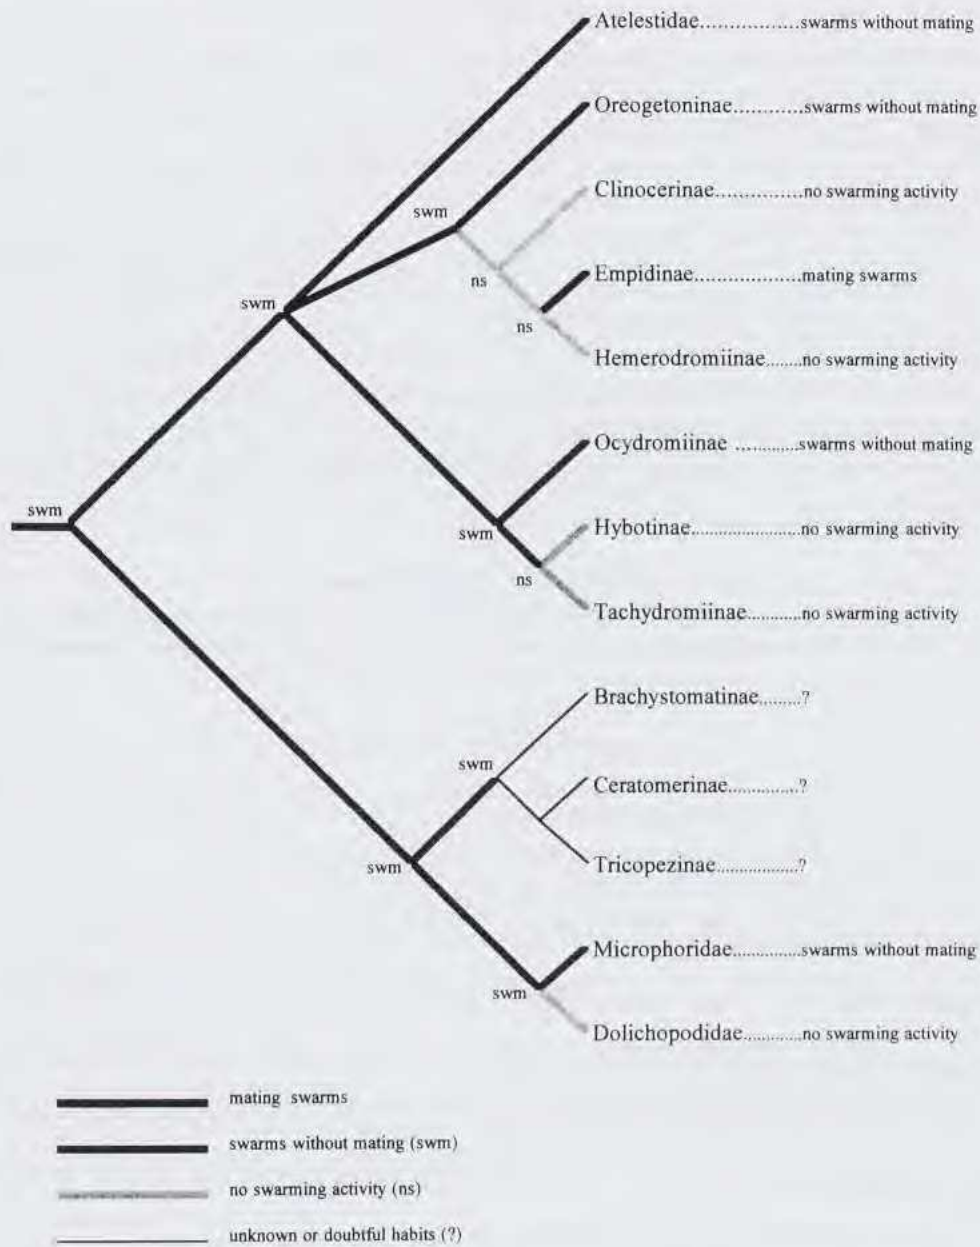 Atelestidae.................swarms without mating
Oreogetoninae............swarms without mating
Clinocerinae................no swarming activity
swm
Empidinae...................mating swarms
ns
swm
ns
Hemerodromiinae........no swarming activity
Ocydromiinae ............swarms without mating
swm
Hybotinae.......................no swarming activity
swm
ns
Tachydromiinae...........no swarming activity
Brachystomatinae.........?
swm
Ceratomerinae..............?
swm
Tricopezinae..................?
Microphoridae..............swarms without mating
swm
Dolichopodidae............no swarming activity
mating swarms
swarms without mating (swm)
no swarming activity (ns)
unknown or doubtful habits (?)